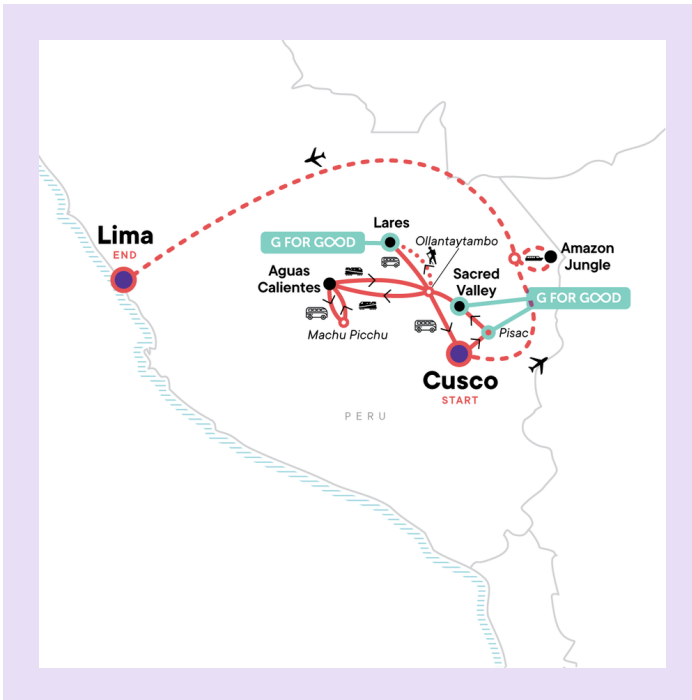 Lares
G FOR GOOD
Ollantaytambo
Lima
END
Amazon
Jungle
Aguas
Calientes
Sacred
Valley
G FOR GOOD
Machu Picchu
Pisac
Cusco
START
PERU